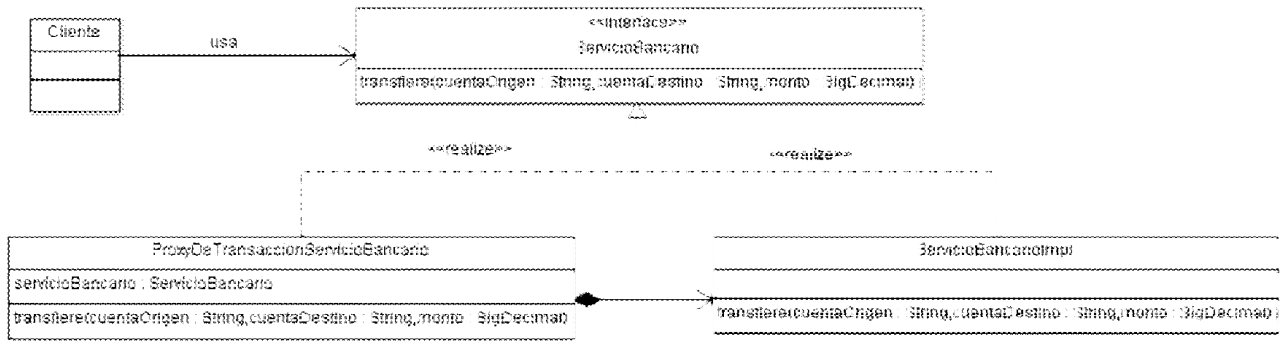 Cliente
usa
<<interface>>
ServicioBancario
transfiere(cuentaOrigen : String,cuentaDestino : String,monto : BigDecimal)
<<realize>>
<<realize>>
ProxyDeTransaccionServicioBancario
servicioBancario : ServicioBancario
transfiere(cuentaOrigen : String,cuentaDestino : String,monto : BigDecimal)
ServicioBancarioImpl
transfiere(cuentaOrigen : String,cuentaDestino : String,monto : BigDecimal)